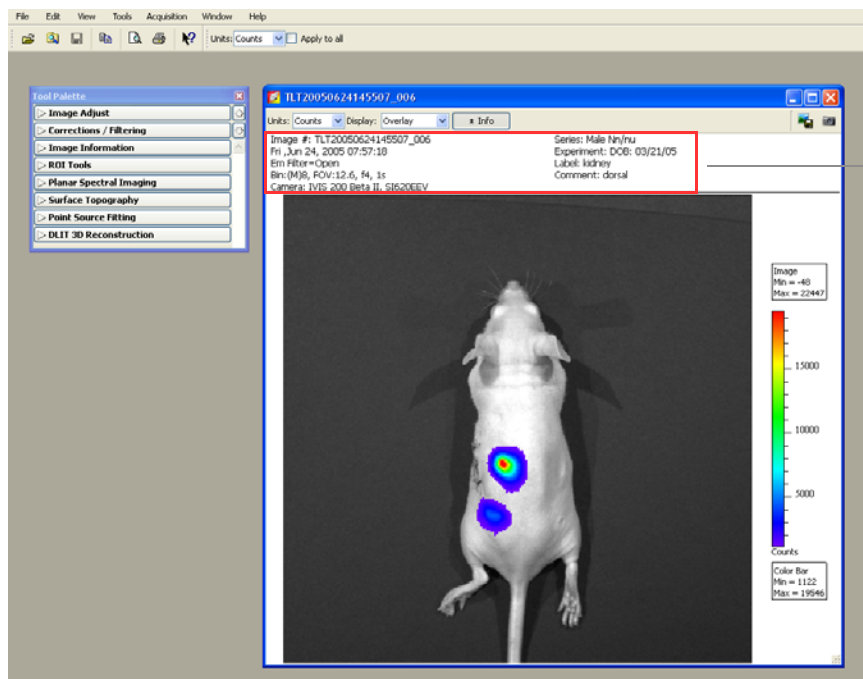 File Edit View Tools Acquisition Window Help
Units: Counts Apply to all
Tool Palette
Image Adjust
Corrections / Filtering
Image Information
ROI Tools
Planar Spectral Imaging
Surface Topography
Point Source Fitting
DLIT 3D Reconstruction
TLT20050624145507_006
Units: Counts Display: Overlay Info
Image #: TLT20050624145507_006
Fri ,Jun 24, 2005 07:57:18
Em Filter=Open
Bin:(M)8, FOV:12.6, f4, 1s
Camera: IVIS 200 Beta II, SI620EEV
Series: Male Nn/nu
Experiment: DOB: 03/21/05
Label: kidney
Comment: dorsal
Image
Min = -48
Max = 22447
15000
10000
5000
Counts
Color Bar
Min = 1122
Max = 19546